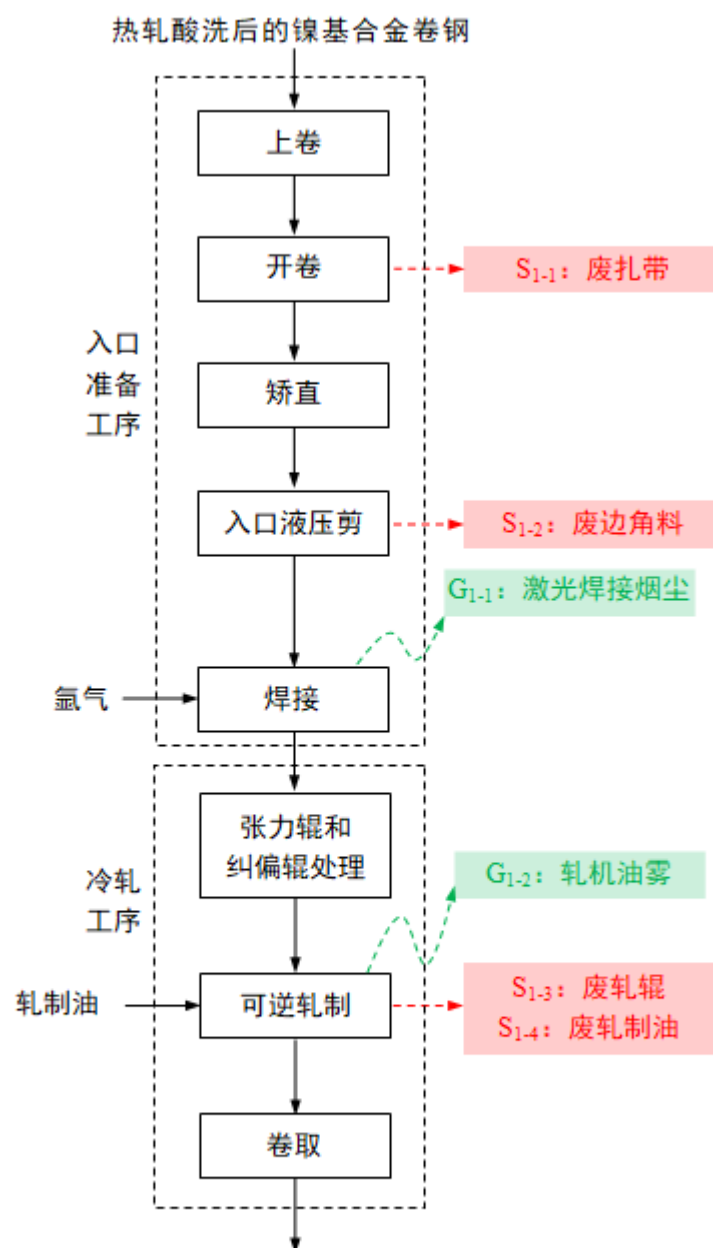 热轧酸洗后的镍基合金卷钢
上卷
开卷
S1-1：废扎带
入口
准备
工序
矫直
入口液压剪
S1-2：废边角料
G1-1：激光焊接烟尘
氩气
焊接
张力辊和
纠偏辊处理
冷轧
工序
G1-2：轧机油雾
轧制油
可逆轧制
S1-3：废轧辊
S1-4：废轧制油
卷取